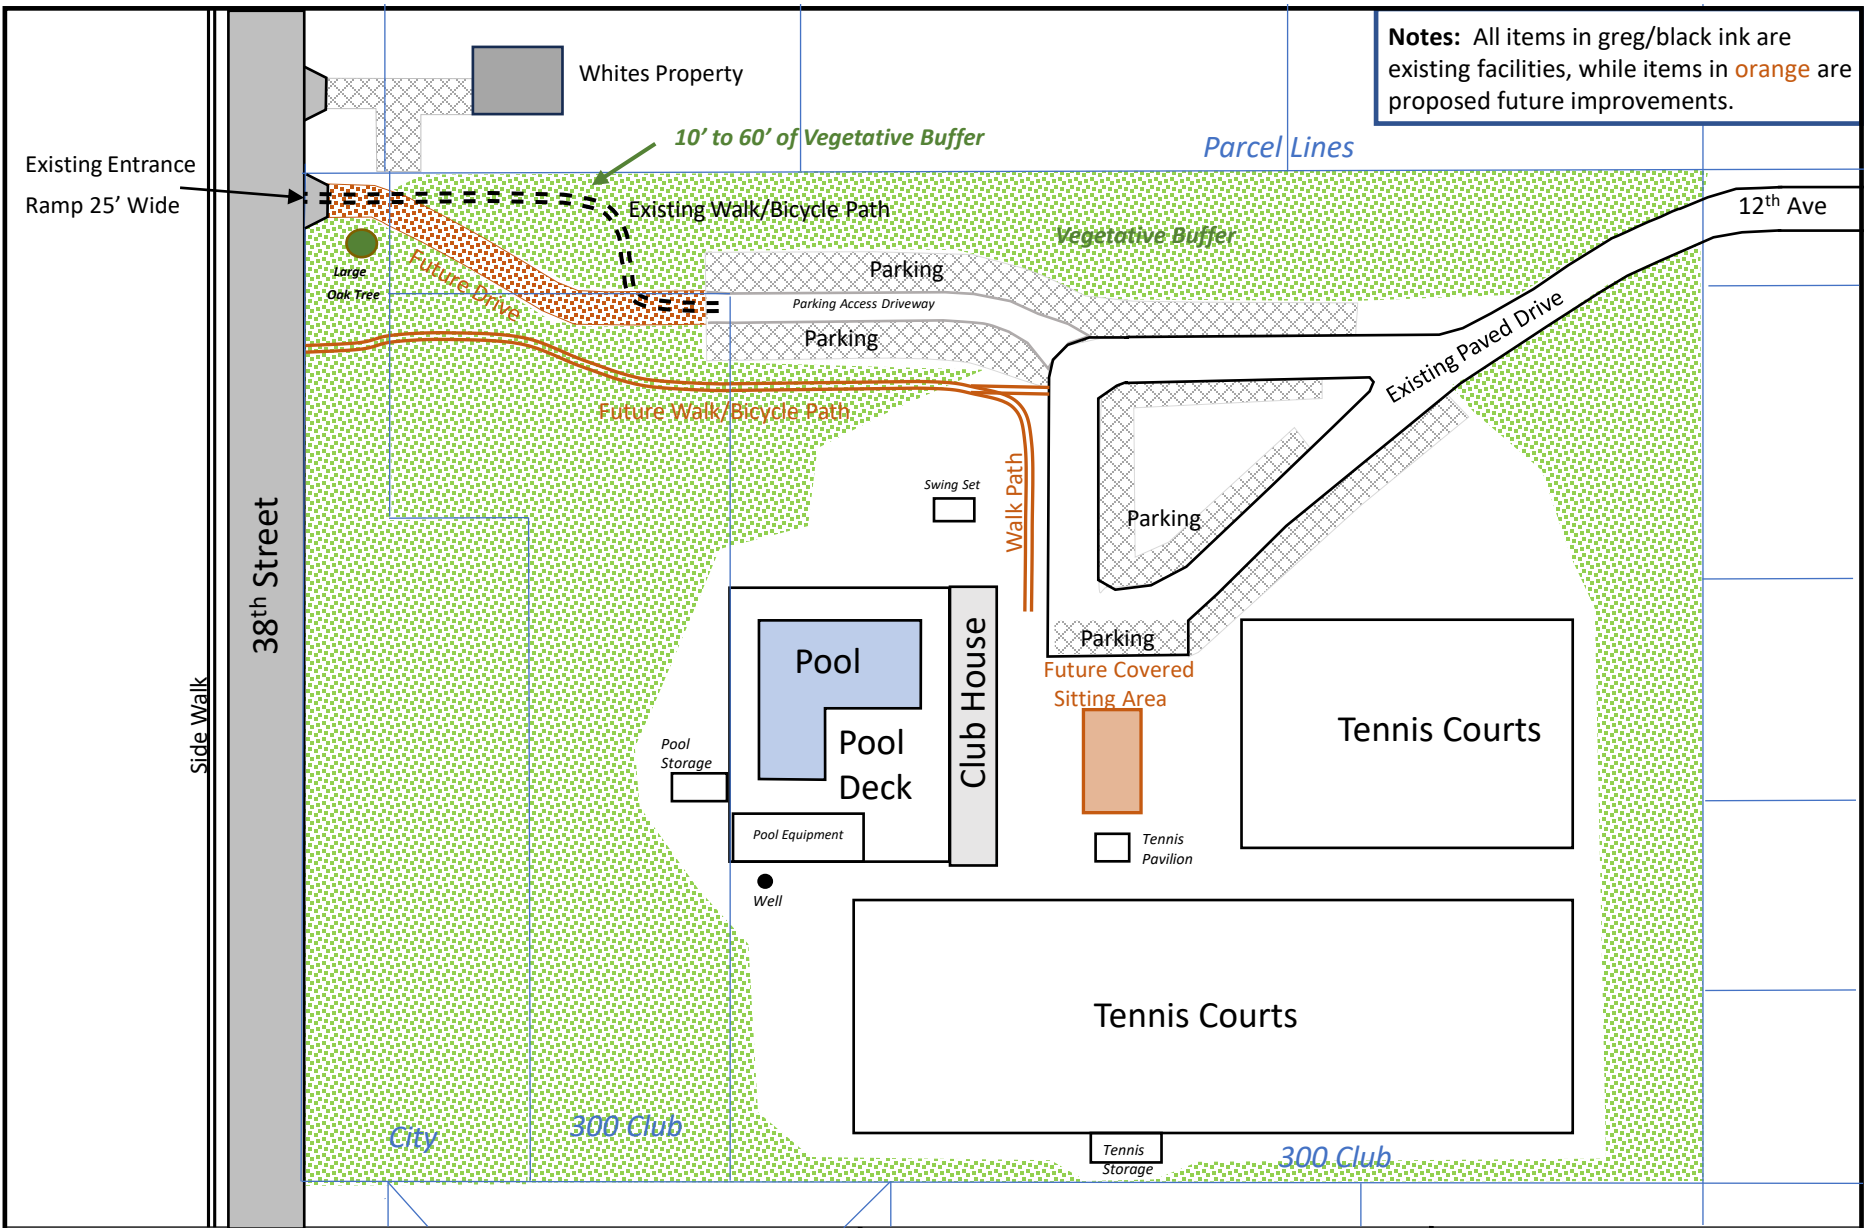 Notes: All items in greg/black ink are
existing facilities, while items in orange are
proposed future improvements.
Whites Property
10’ to 60’ of Vegetative Buffer
Parcel Lines
Existing Entrance
Ramp 25’ Wide
Existing Walk/Bicycle Path
12th Ave
Vegetative Buffer
Large
Oak Tree
Future Drive
Parking
Parking Access Driveway
Parking
Existing Paved Drive
Future Walk/Bicycle Path
Swing Set
Walk Path
Parking
38th Street
Side Walk
Parking
Pool
Pool
Deck
Club House
Future Covered
Sitting Area
Tennis Courts
Pool
Storage
Pool Equipment
Tennis
Pavilion
Well
Tennis Courts
City
300 Club
Tennis
Storage
300 Club